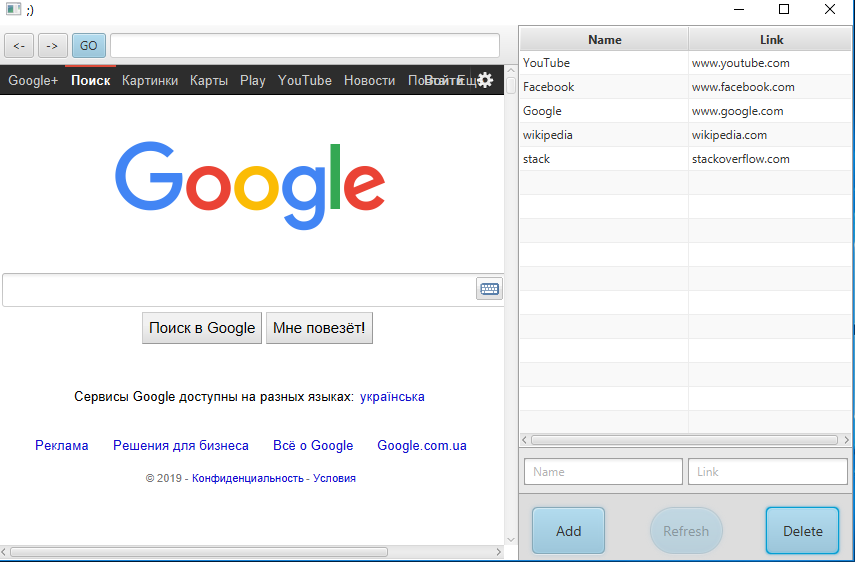 ;)
<- -> GO
Google+ Поиск Картинки Карты Play YouTube Новости Войти
Google
Поиск в Google Мне повезёт!
Сервисы Google доступны на разных языках: українська
Реклама Решения для бизнеса Всё о Google Google.com.ua
© 2019 - Конфиденциальность - Условия
Name Link
YouTube www.youtube.com
Facebook www.facebook.com
Google www.google.com
wikipedia wikipedia.com
stack stackoverflow.com
Name Link
Add Refresh Delete